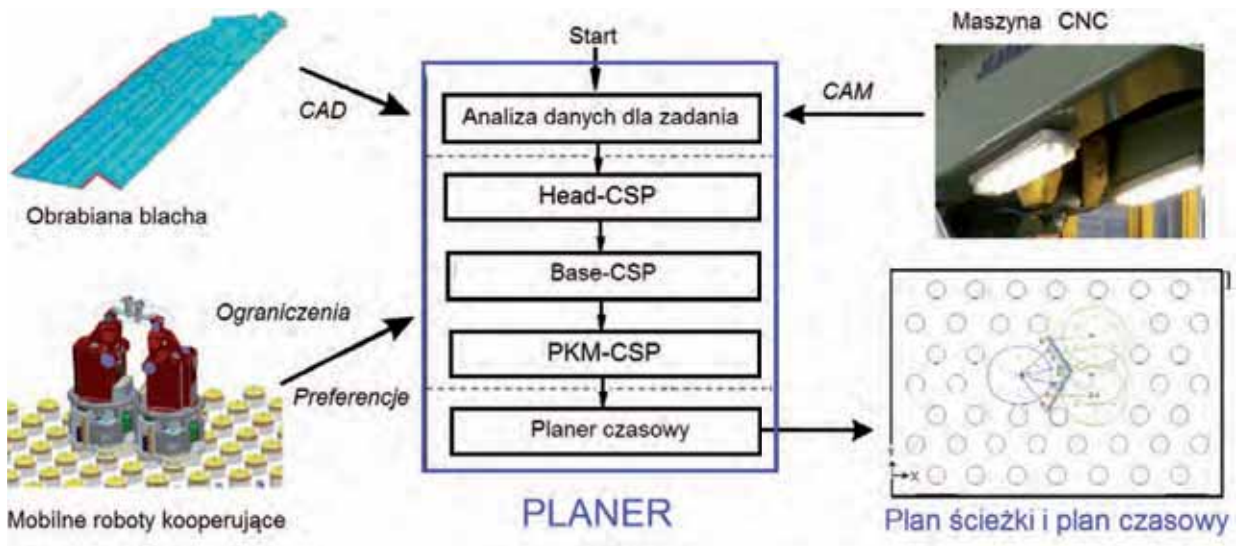 Maszyna CNC
Start
CAD
CAM
Analiza danych dla zadania
Obrabiana blacha
Head-CSP
Base-CSP
Ograniczenia
PKM-CSP
Preferencje
Planer czasowy
Y
X
Mobilne roboty kooperujące
PLANER
Plan ścieżki i plan czasowy